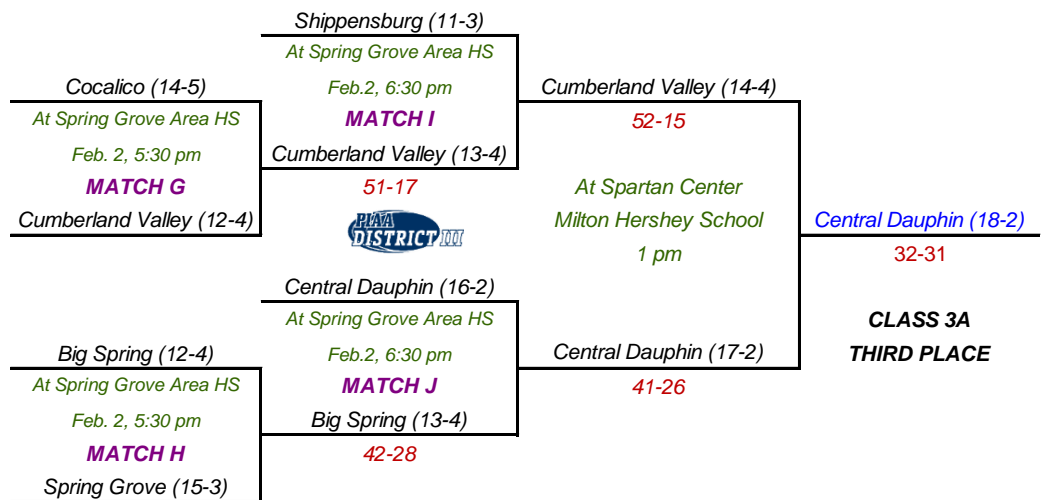 Shippensburg (11-3)
At Spring Grove Area HS
Feb.2, 6:30 pm
MATCH I
Cumberland Valley (13-4)
51-17
Cocalico (14-5)
At Spring Grove Area HS
Feb. 2, 5:30 pm
MATCH G
Cumberland Valley (12-4)
Cumberland Valley (14-4)
52-15
At Spartan Center
Milton Hershey School
1 pm
PIAA
DISTRICT III
Central Dauphin (18-2)
32-31
CLASS 3A
THIRD PLACE
Central Dauphin (16-2)
At Spring Grove Area HS
Feb.2, 6:30 pm
MATCH J
Big Spring (13-4)
42-28
Central Dauphin (17-2)
41-26
Big Spring (12-4)
At Spring Grove Area HS
Feb. 2, 5:30 pm
MATCH H
Spring Grove (15-3)